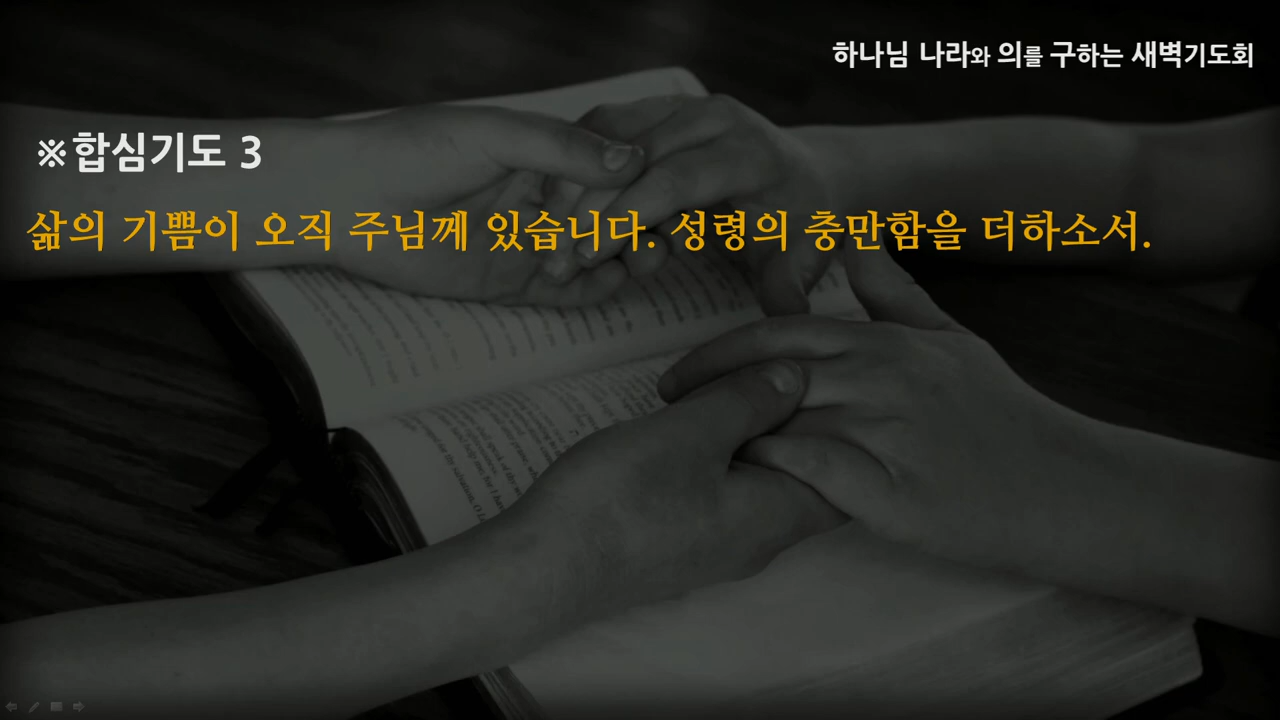 하나님 나라와 의를 구하는 새벽기도회
※합심기도 3
삶의 기쁨이 오직 주님께 있습니다. 성령의 충만함을 더하소서.